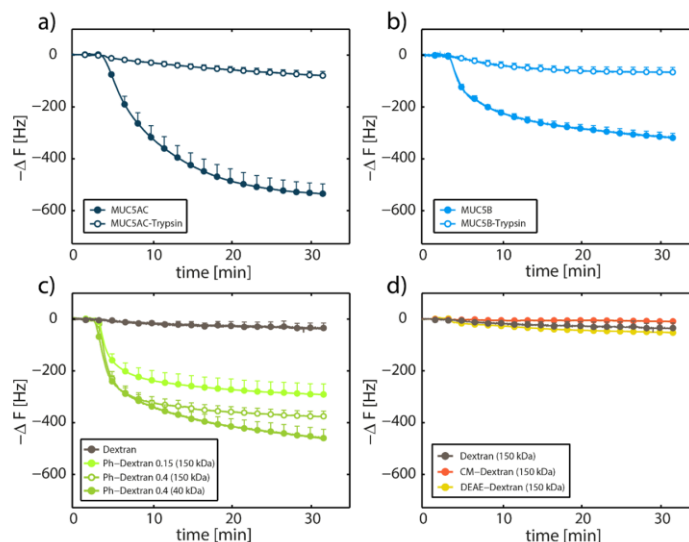 a)
0
−200
−400
−600
−Δ F [Hz]
MUC5AC
MUC5AC-Trypsin
0 10 20 30
time [min]
b)
0
−200
−400
−600
−Δ F [Hz]
MUC5B
MUC5B-Trypsin
0 10 20 30
time [min]
c)
0
−200
−400
−600
−Δ F [Hz]
Dextran
Ph−Dextran 0.15 (150 kDa)
Ph−Dextran 0.4 (150 kDa)
Ph−Dextran 0.4 (40 kDa)
0 10 20 30
time [min]
d)
0
−200
−400
−600
−Δ F [Hz]
Dextran (150 kDa)
CM−Dextran (150 kDa)
DEAE−Dextran (150 kDa)
0 10 20 30
time [min]